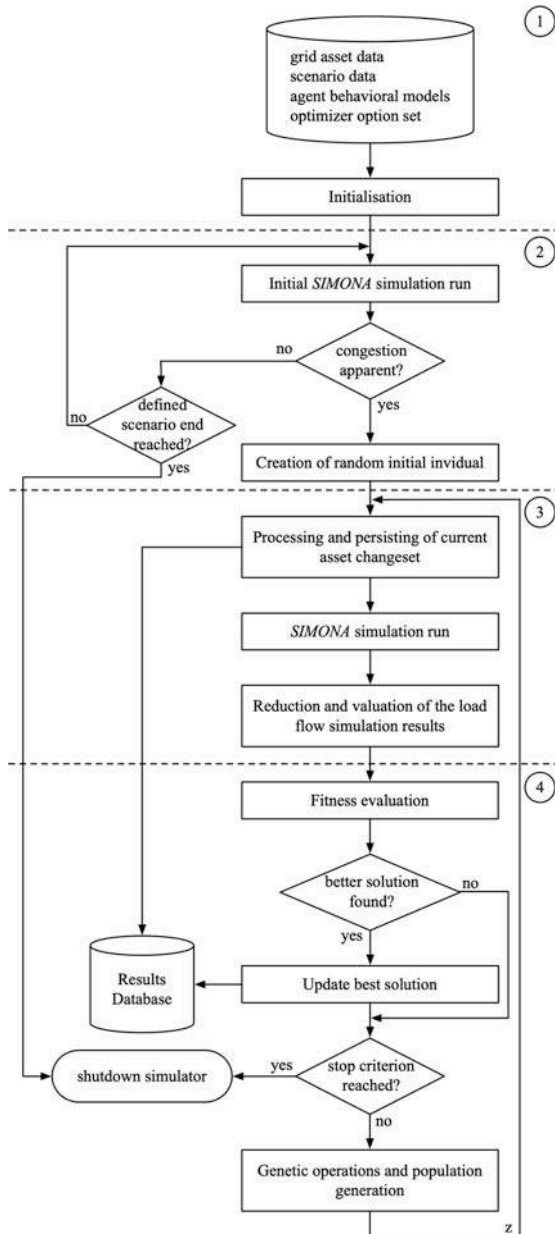 1
grid asset data
scenario data
agent behavioral models
optimizer option set
Initialisation
2
Initial SIMONA simulation run
no
congestion
apparent?
no
defined
scenario end
reached?
yes
yes
Creation of random initial invidual
3
Processing and persisting of current
asset changeset
SIMONA simulation run
Reduction and valuation of the load
flow simulation results
4
Fitness evaluation
better solution
found?
no
yes
Results
Database
Update best solution
shutdown simulator
yes
stop criterion
reached?
no
Genetic operations and population
generation
z